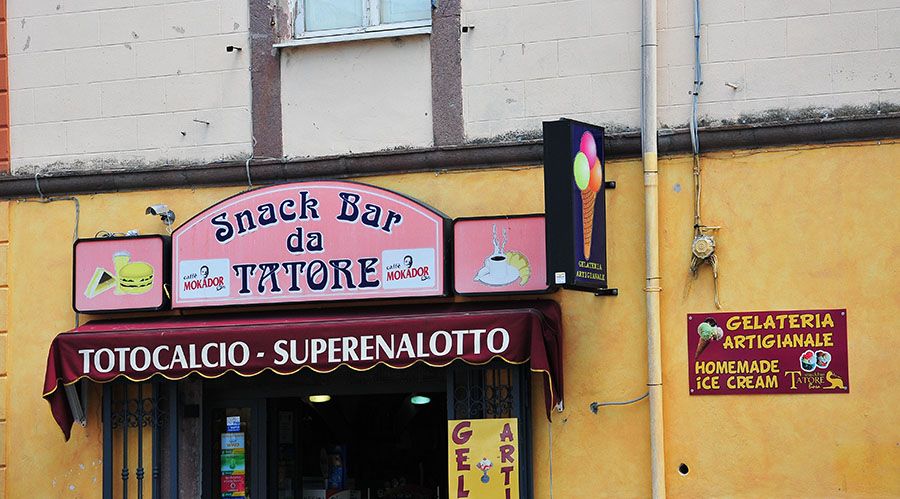 Snack Bar
da
TATORE
caffè
MOKADOR
caffè
MOKADOR
GELATERIA
ARTIGIANALE
TOTOCALCIO - SUPERENALOTTO
GELATERIA
ARTIGIANALE
HOMEMADE
ICE CREAM
TATORE
GEL
ARTI